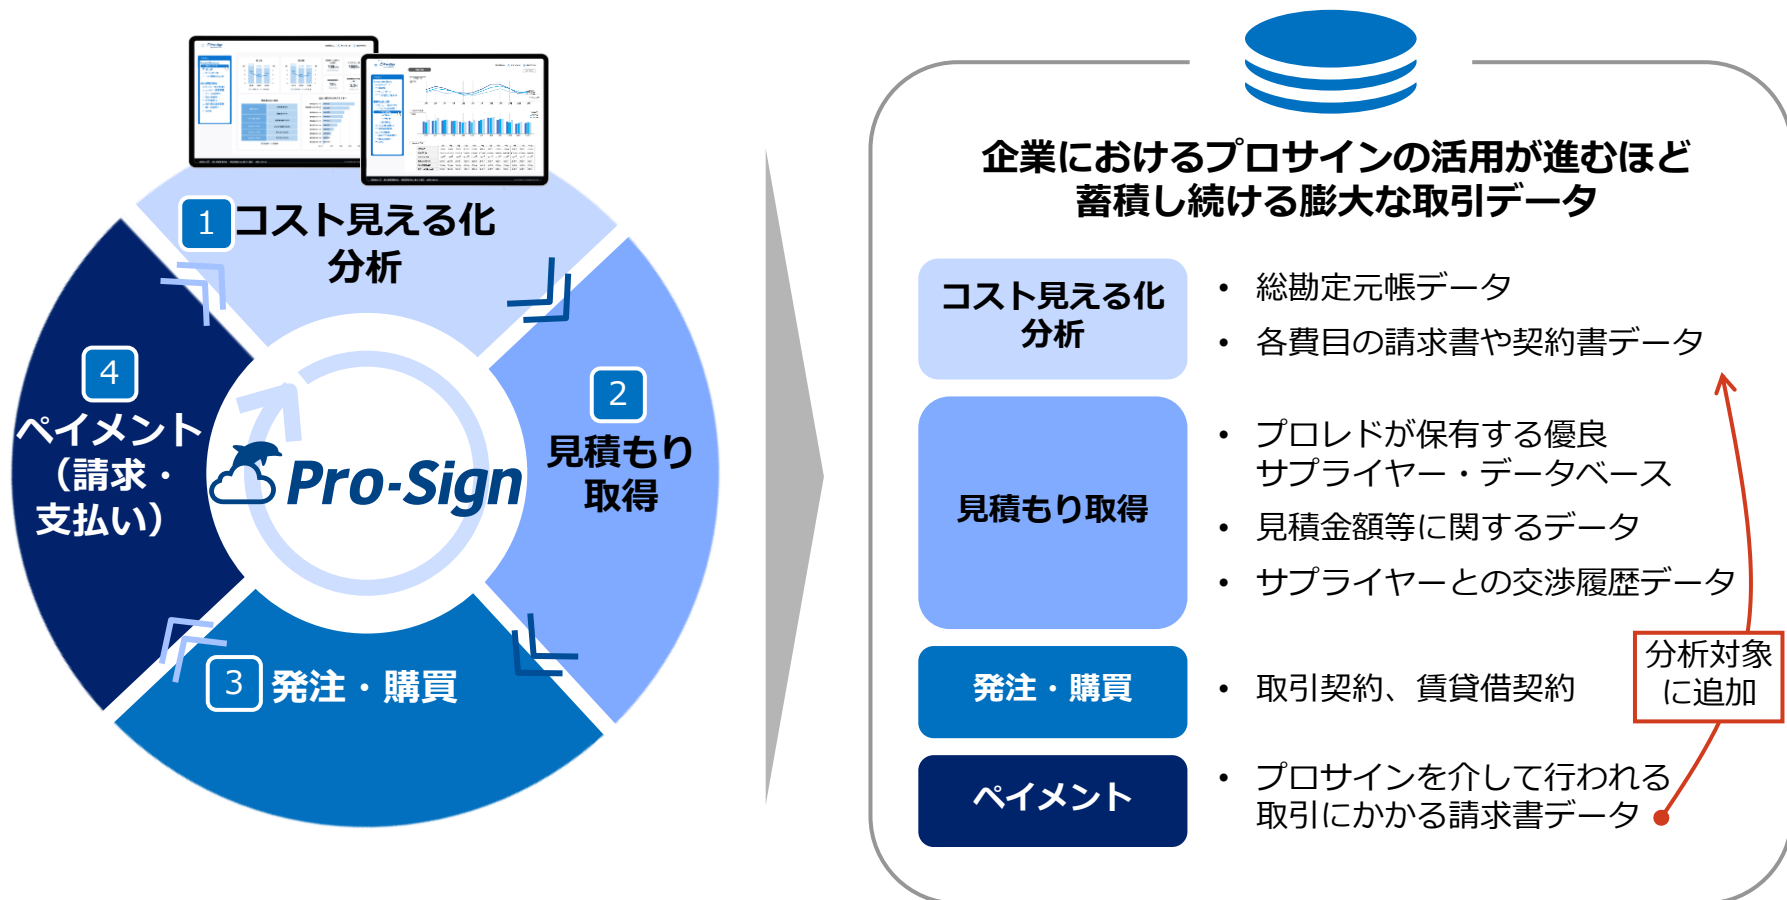 1
コスト見える化
分析
2
見積もり
取得
3
発注・購買
4
ペイメント
（請求・
支払い）
Pro-Sign
企業におけるプロサインの活用が進むほど
蓄積し続ける膨大な取引データ
コスト見える化
分析
• 総勘定元帳データ
• 各費目の請求書や契約書データ
見積もり取得
• プロレドが保有する優良
サプライヤー・データベース
• 見積金額等に関するデータ
• サプライヤーとの交渉履歴データ
発注・購買
• 取引契約、賃貸借契約
分析対象
に追加
ペイメント
• プロサインを介して行われる
取引にかかる請求書データ